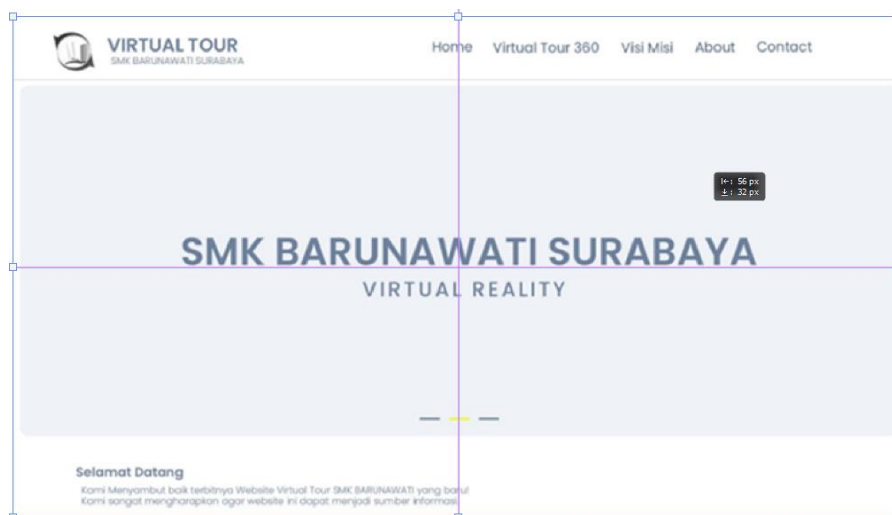 VIRTUAL TOUR
SMK BARUNAWATI SURABAYA
Home Virtual Tour 360 Visi Misi About Contact
56 px
32 px
SMK BARUNAWATI SURABAYA
VIRTUAL REALITY
Selamat Datang
Kami Menyambut baik terbitnya Website Virtual Tour SMK BARUNAWATI yang baru!
Kami sangat mengharapkan agar website ini dapat menjadi sumber informasi